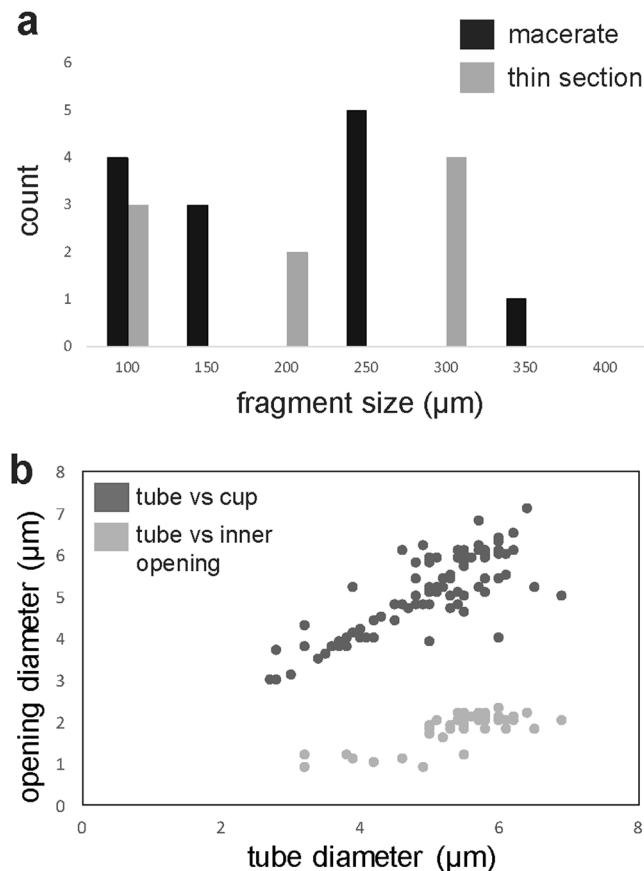 a
macerate
thin section
6
5
4
3
2
1
0
count
100 150 200 250 300 350 400
fragment size (µm)
b
tube vs cup
tube vs inner
opening
8
7
6
5
4
3
2
1
0
opening diameter (µm)
0 2 4 6 8
tube diameter (µm)